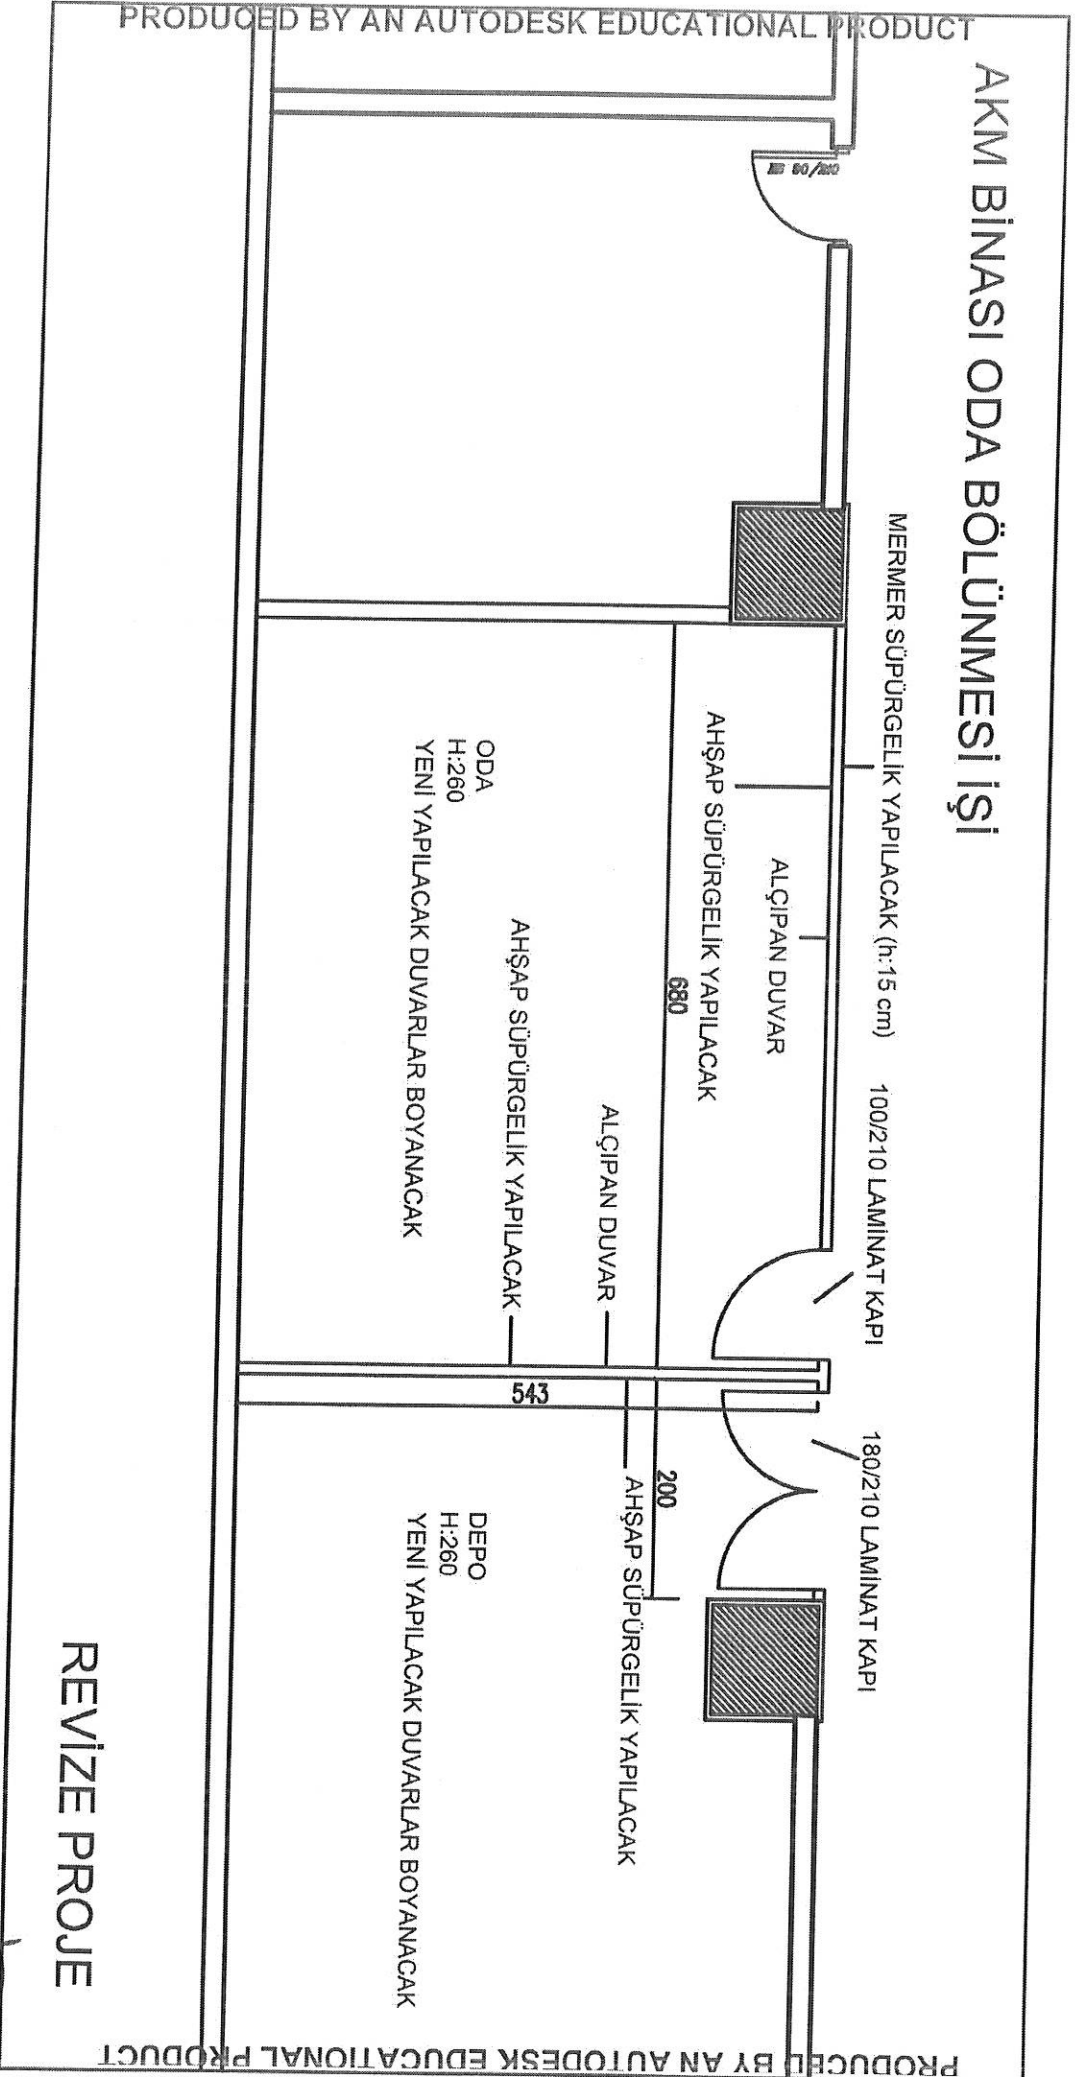 PRODUCED BY AN AUTODESK EDUCATIONAL PRODUCT
AKM BİNASI ODA BÖLÜNMESİ İŞİ
MERMER SÜPÜRGELİK YAPILACAK (h:15 cm)
100/210 LAMİNAT KAPI
180/210 LAMİNAT KAPI
ALÇIPAN DUVAR
AHŞAP SÜPÜRGELİK YAPILACAK
680
200
ALÇIPAN DUVAR
AHŞAP SÜPÜRGELİK YAPILACAK
AHŞAP SÜPÜRGELİK YAPILACAK
543
ODA
H:260
YENİ YAPILACAK DUVARLAR BOYANACAK
DEPO
H:260
YENİ YAPILACAK DUVARLAR BOYANACAK
REVİZE PROJE
PRODUCED BY AN AUTODESK EDUCATIONAL PRODUCT